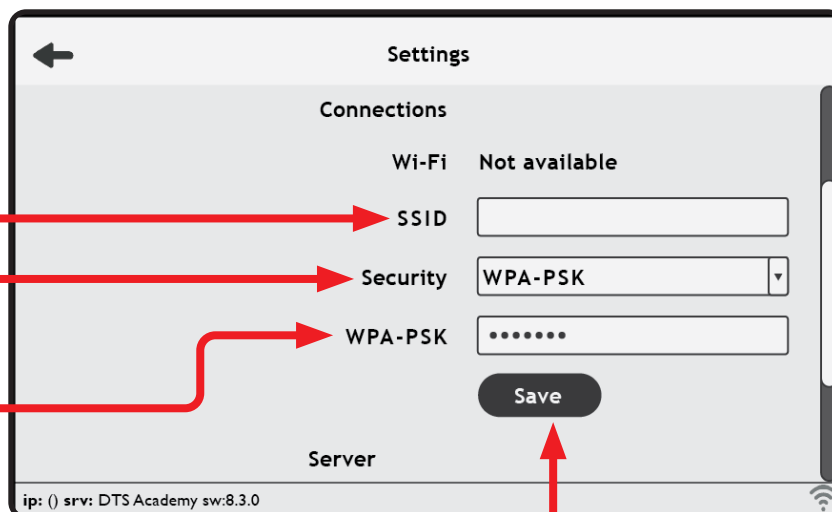 Settings
Connections
Wi-Fi Not available
SSID
Security WPA-PSK
WPA-PSK •••••••
Save
Server
ip: () srv: DTS Academy sw:8.3.0